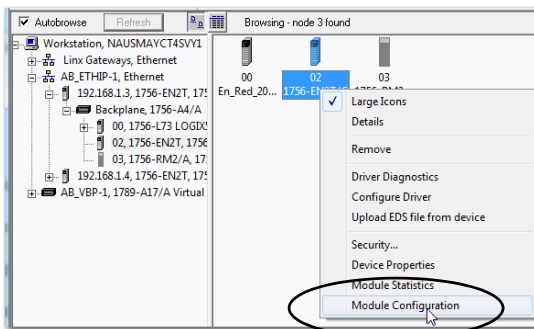 Autobrowse
Refresh
Browsing - node 3 found
Workstation, NAUSMAYCT4SVY1
Linx Gateways, Ethernet
AB_ETHIP-1, Ethernet
192.168.1.3, 1756-EN2T, 175
Backplane, 1756-A4/A
00, 1756-L73 LOGIX
02, 1756-EN2T, 1756
03, 1756-RM2/A, 17
192.168.1.4, 1756-EN2T, 175
AB_VBP-1, 1789-A17/A Virtual
00
En_Red_20...
02
03
Large Icons
Details
Remove
Driver Diagnostics
Configure Driver
Upload EDS file from device
Security...
Device Properties
Module Statistics
Module Configuration